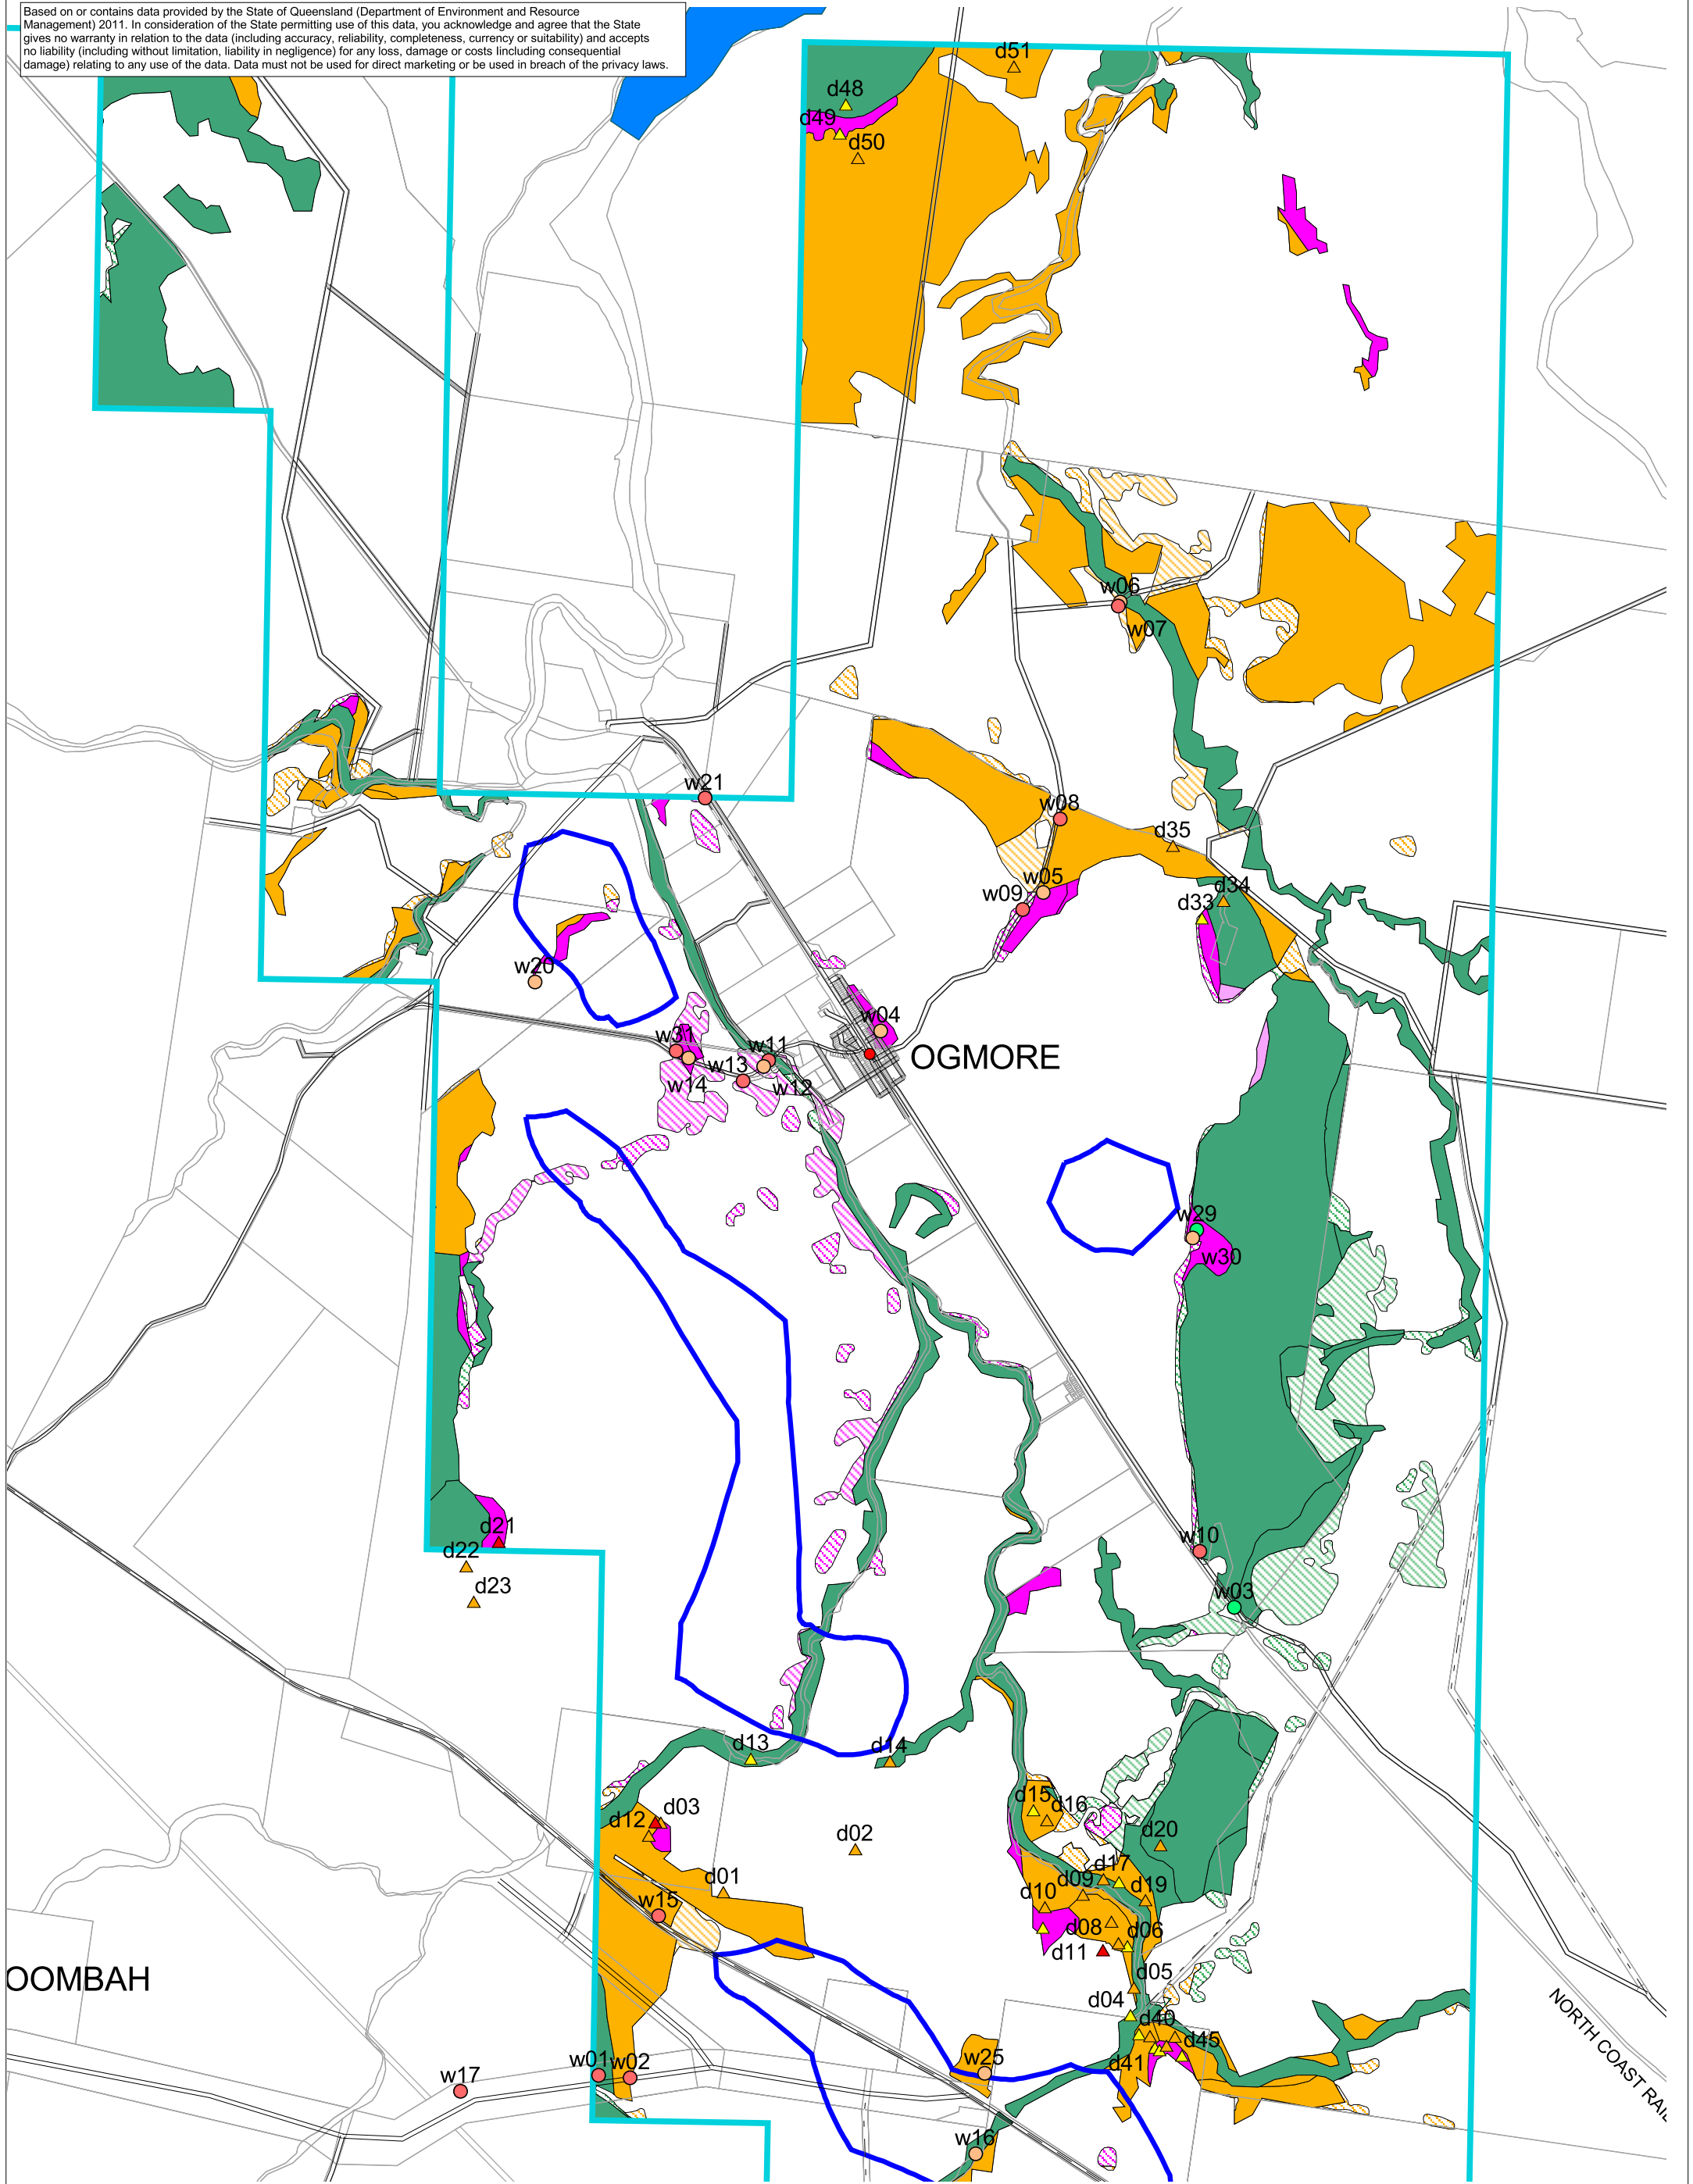 Based on or contains data provided by the State of Queensland (Department of Environment and Resource
Management) 2011. In consideration of the State permitting use of this data, you acknowledge and agree that the State
gives no warranty in relation to the data (including accuracy, reliability, completeness, currency or suitability) and accepts
no liability (including without limitation, liability in negligence) for any loss, damage or costs Iincluding consequential
damage) relating to any use of the data. Data must not be used for direct marketing or be used in breach of the privacy laws.
d51
d48
d49
d50
w06
w07
w21
w08
d35
w05
w09
d34
d33
w20
w04
w31
w11
w13
w14
w12
OGMORE
w29
w30
d21
d22
d23
w10
w03
d13
d14
d15
d16
d03
d12
d02
d20
d17
d01
d09
d19
d10
w15
d08
d06
d11
d05
OOMBAH
d04
d40
d45
d41
w25
w01
w02
w17
w16
NORTH COAST RAIL